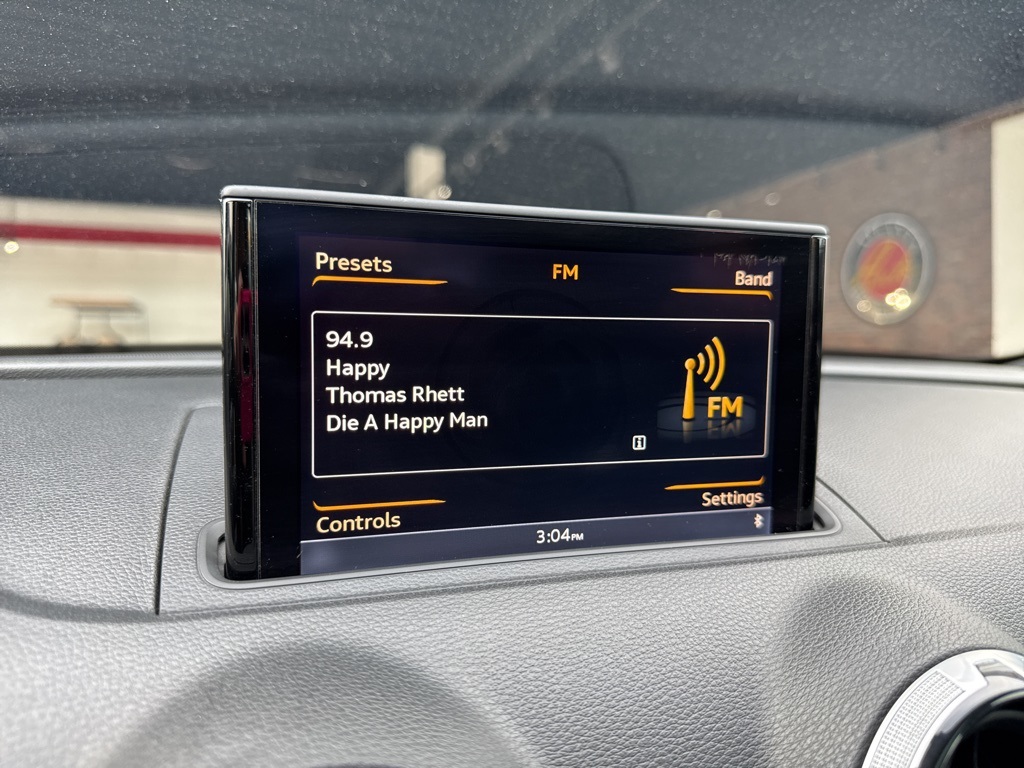 Presets
FM
Band
94.9
Happy
Thomas Rhett
Die A Happy Man
FM
Controls
Settings
3:04PM